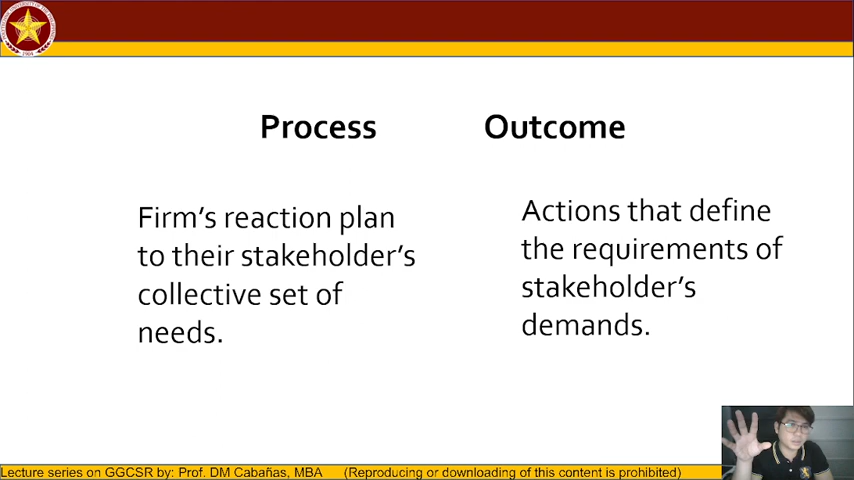 Process
Outcome
Firm's reaction plan
to their stakeholder's
collective set of
needs.
Actions that define
the requirements of
stakeholder's
demands.
Lecture series on GGCSR by: Prof. DM Cabañas, MBA (Reproducing or downloading of this content is prohibited)